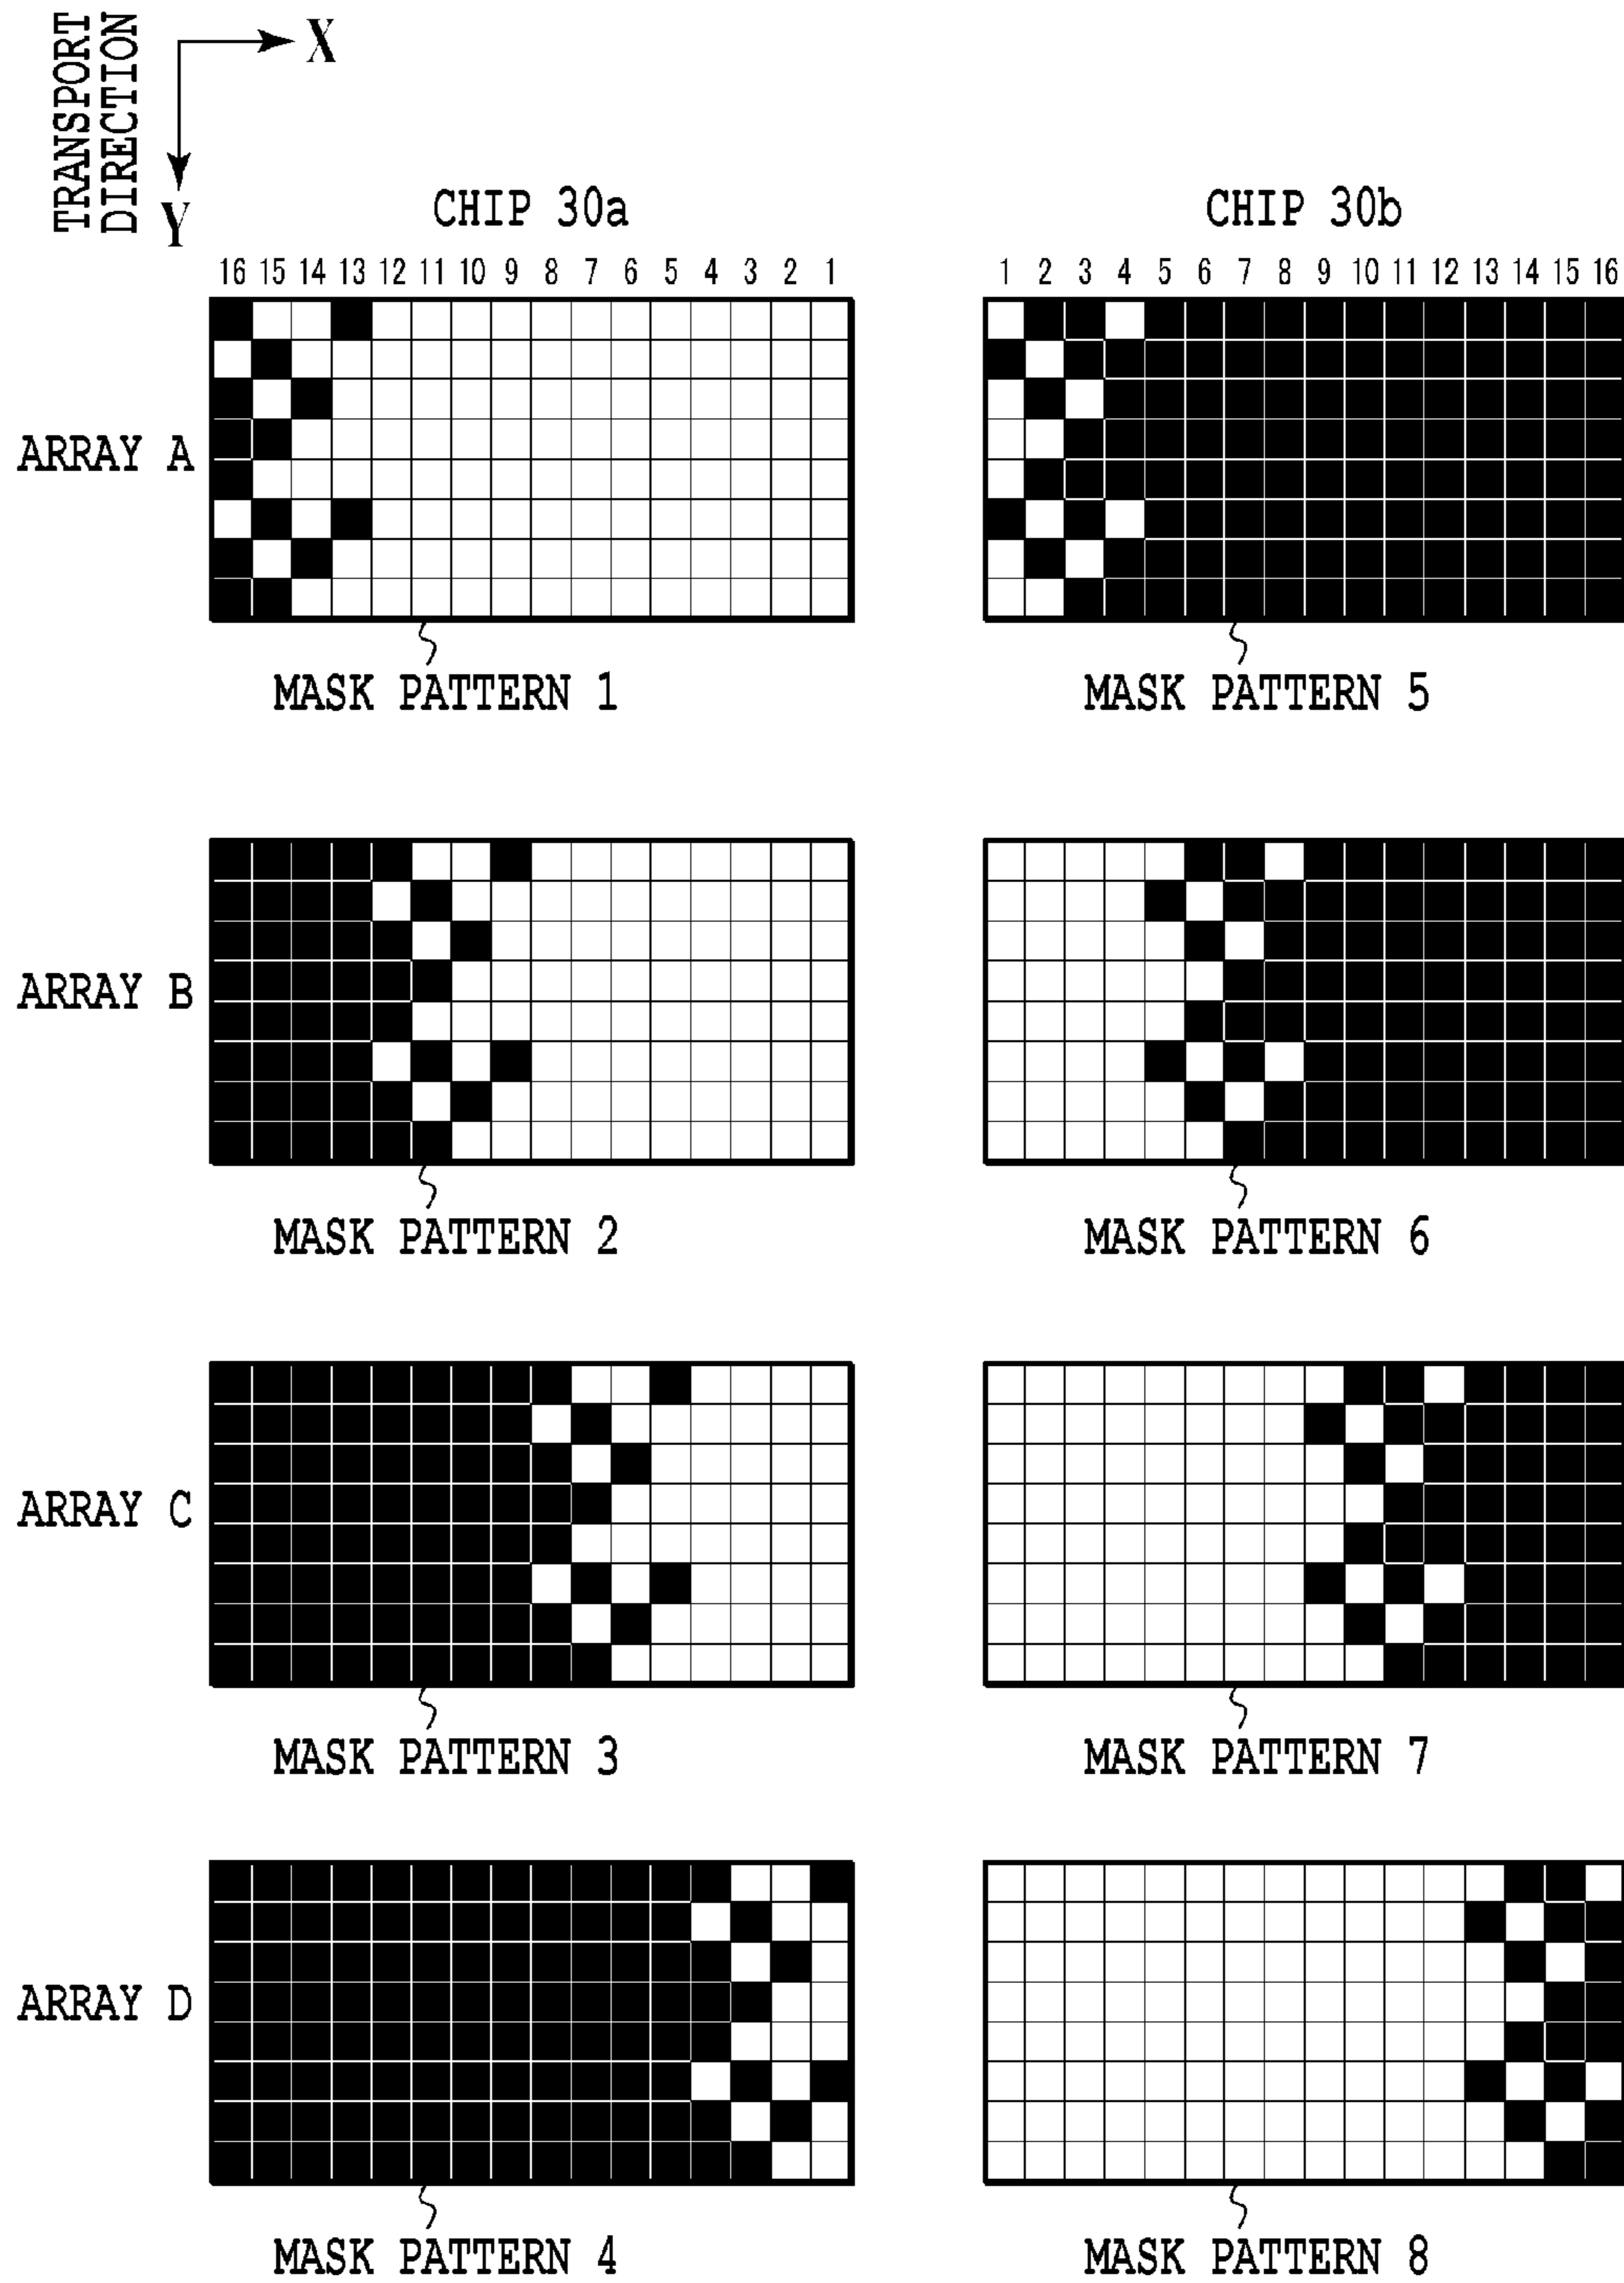 TRANSPORT
DIRECTION
X
Y
CHIP 30a
CHIP 30b
16 15 14 13 12 11 10 9 8 7 6 5 4 3 2 1
1 2 3 4 5 6 7 8 9 10 11 12 13 14 15 16
ARRAY A
MASK PATTERN 1
MASK PATTERN 5
ARRAY B
MASK PATTERN 2
MASK PATTERN 6
ARRAY C
MASK PATTERN 3
MASK PATTERN 7
ARRAY D
MASK PATTERN 4
MASK PATTERN 8